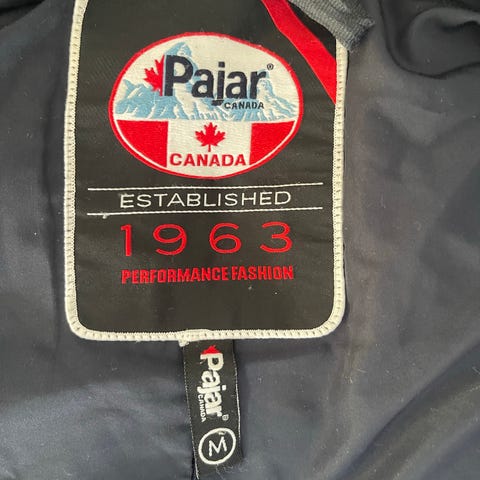 Pajar®
CANADA
CANADA
ESTABLISHED
1963
PERFORMANCE FASHION
Pajar®
CANADA
M